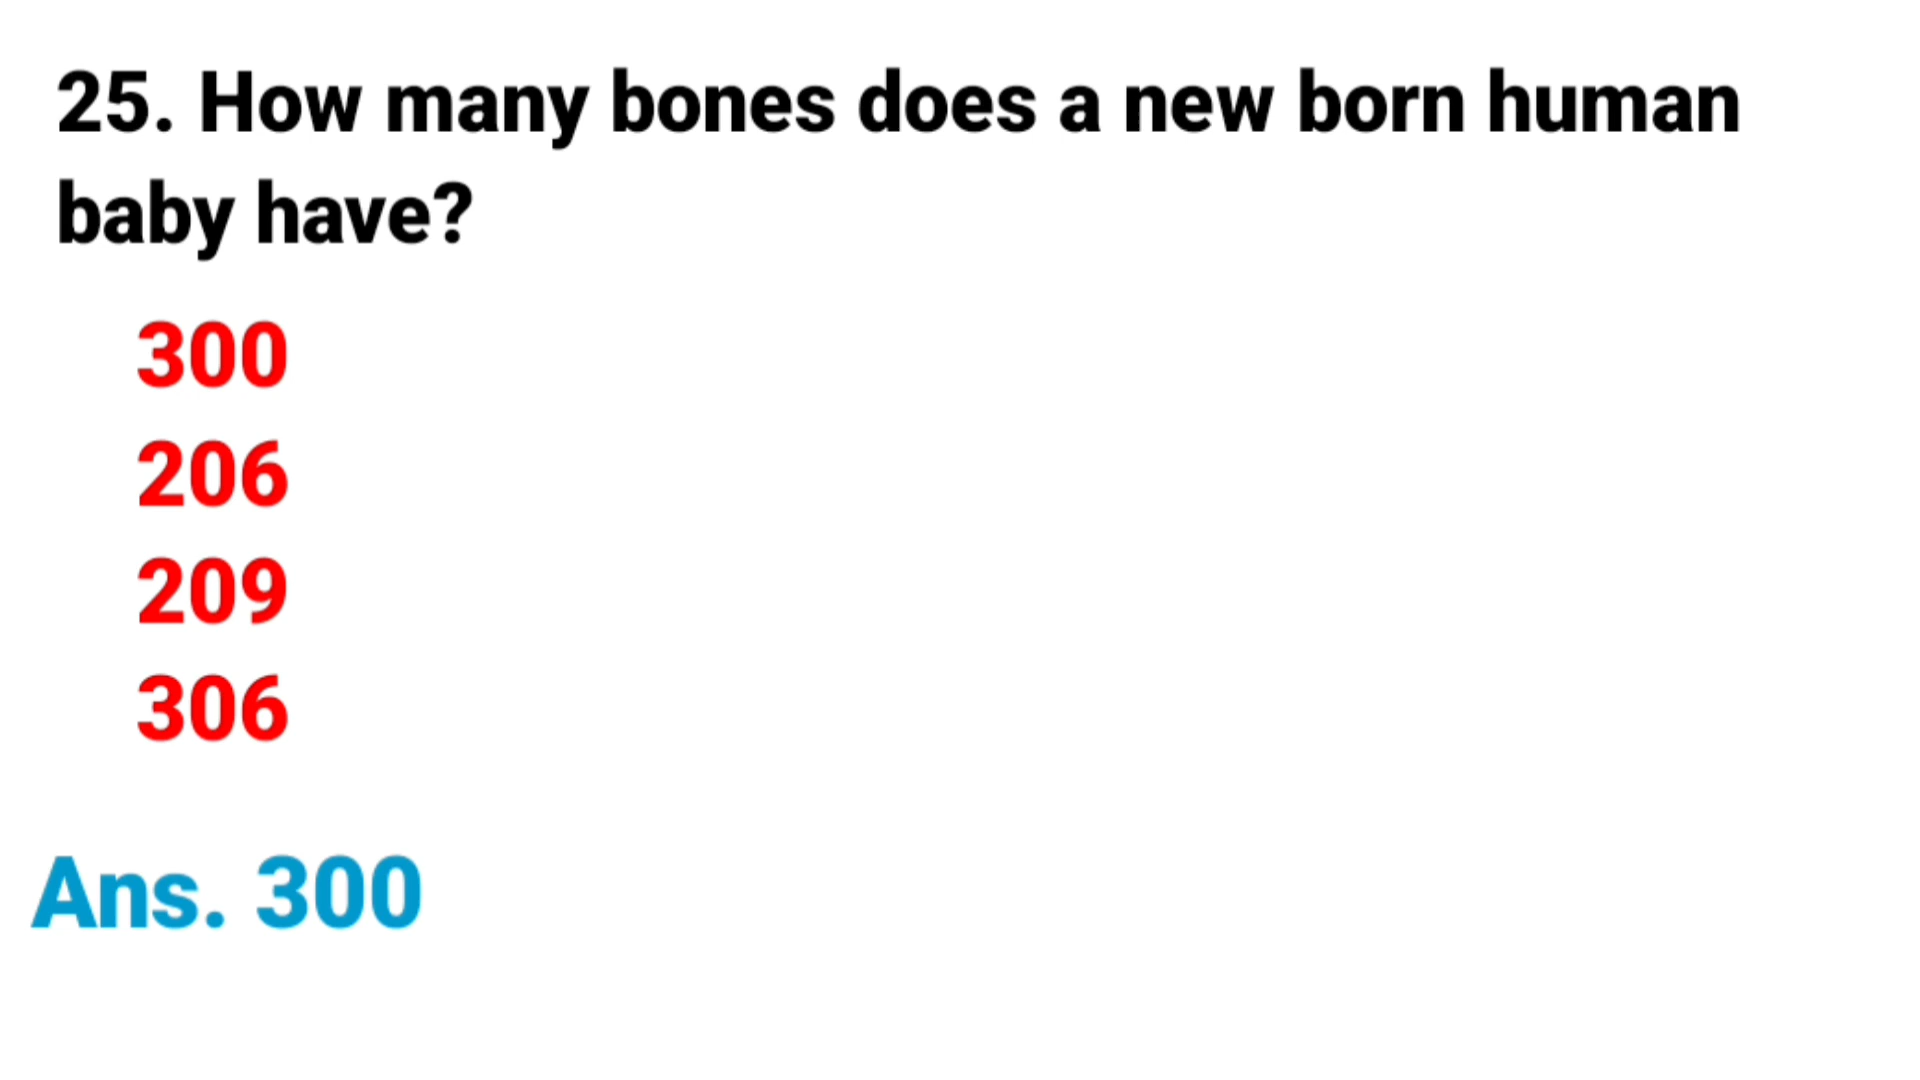 25. How many bones does a new born human
baby have?
300
206
209
306
Ans. 300